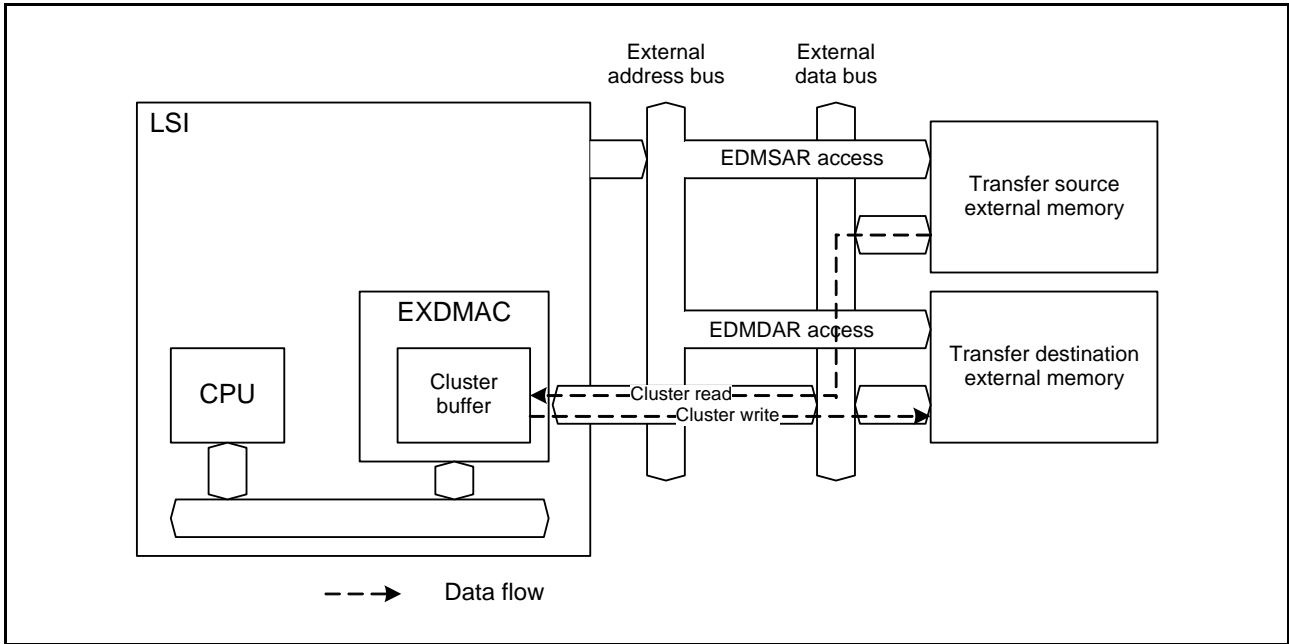 External
address bus
External
data bus
LSI
EDMSAR access
Transfer source
external memory
EXDMAC
EDMDAR access
Transfer destination
external memory
CPU
Cluster
buffer
Cluster read
Cluster write
Data flow